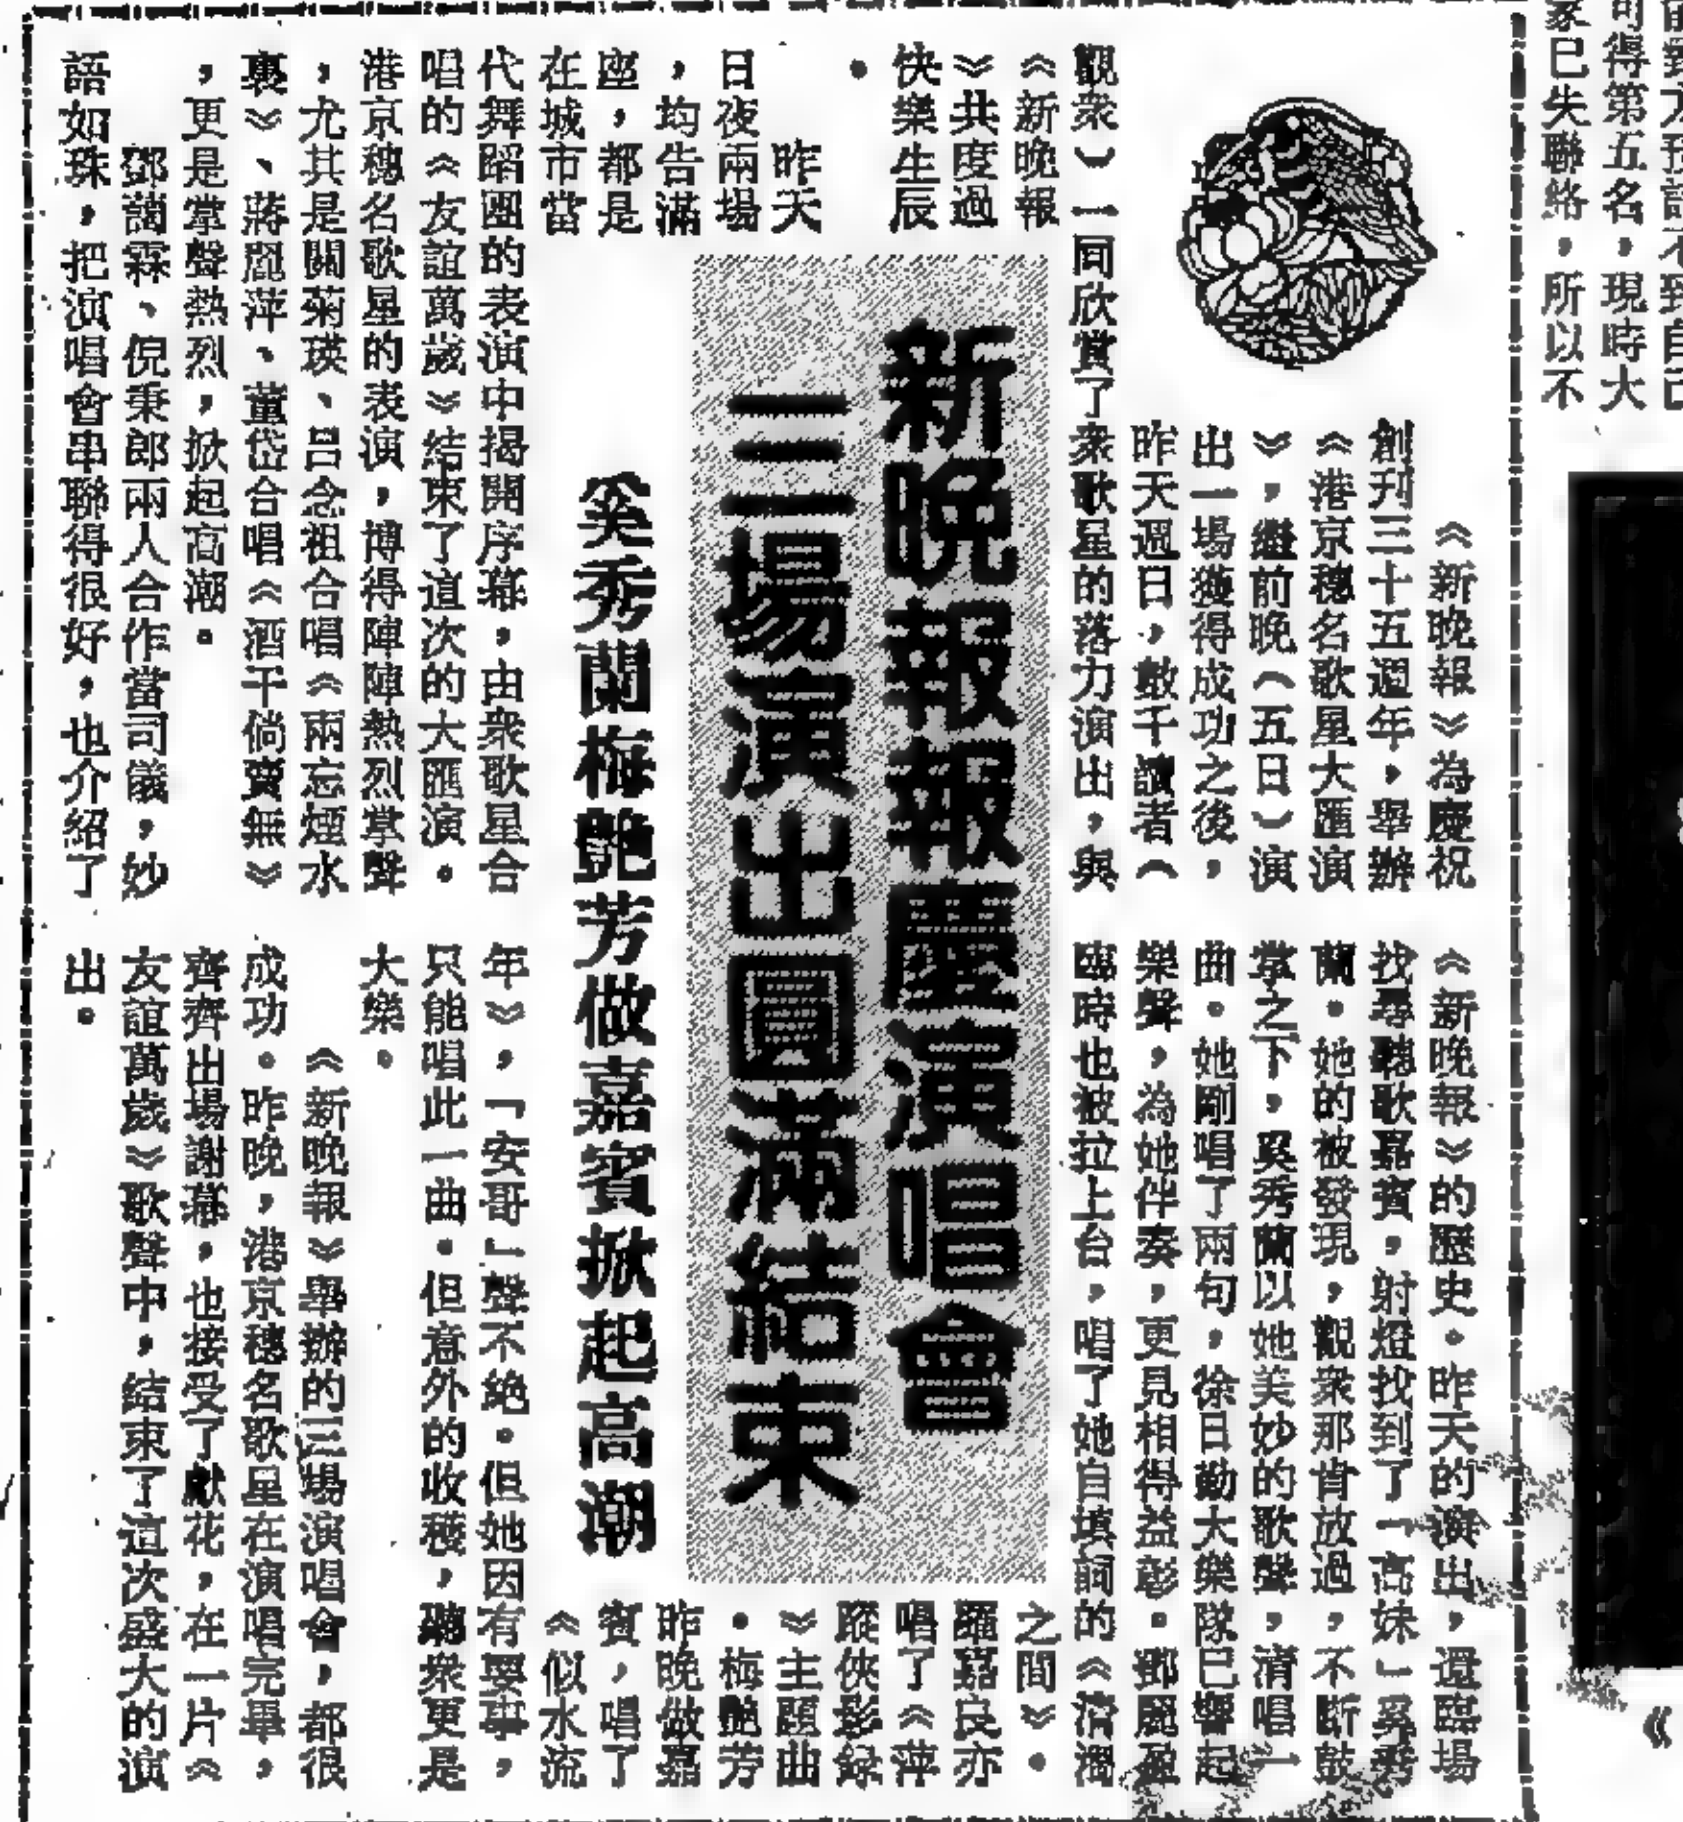 新晚報報慶演唱會
三場演出圓滿結束
奚秀蘭梅艷芳做嘉賓掀起高潮
《新晚報》為慶祝
創刋三十五週年,舉辦
《港京穗名歌星大匯演
》,繼前晚(五日)演
出一場獲得成功之後,
昨天週日,數千讀者(
觀衆)一同欣賞了衆歌星的落力演出,與
《新晚報
》共度過
快樂生辰
。
昨天
日夜兩場
,均告滿
座,都是
在城市當
代舞蹈團的表演中揭開序幕,由衆歌星合
唱的《友誼萬歲》結束了這次的大匯演。
港京穗名歌星的表演,博得陣陣熱烈掌聲
,尤其是關菊瑛、呂念祖合唱《兩忘煙水
裏》、蔣麗萍、董岱合唱《酒干倘賣無》
,更是掌聲熱烈,掀起高潮。
鄧藹霖、倪秉郎兩人合作當司儀,妙
語如珠,把演唱會串聯得很好,也介紹了
《新晚報》的歷史。昨天的演出,還臨場
找尋聽歌嘉賓,射燈找到了「高妹」奚秀
蘭。她的被發現,觀衆那肯放過,不斷鼓
掌之下,奚秀蘭以她美妙的歌聲,清唱一
曲。她剛唱了兩句,徐日勤大樂隊已響起
樂聲,為她伴奏,更見相得益彰。鄧麗盈
臨時也被拉上台,唱了她自填詞的《清濁
之間》。
羅嘉良亦
唱了《萍
蹤俠影錄
》主題曲
。梅艷芳
昨晚做嘉
賓,唱了
《似水流
年》,「安哥」聲不絶。但她因有要事,
只能唱此一曲。但意外的收穫,聽衆更是
大樂。
《新晚報》舉辦的三場演唱會,都很
成功。昨晚,港京穗名歌星在演唱完畢,
齊齊出場謝幕,也接受了獻花,在一片《
友誼萬歲》歌聲中,結束了這次盛大的演
出。
可得第五名,現時大
家已失聯絡,所以不
《